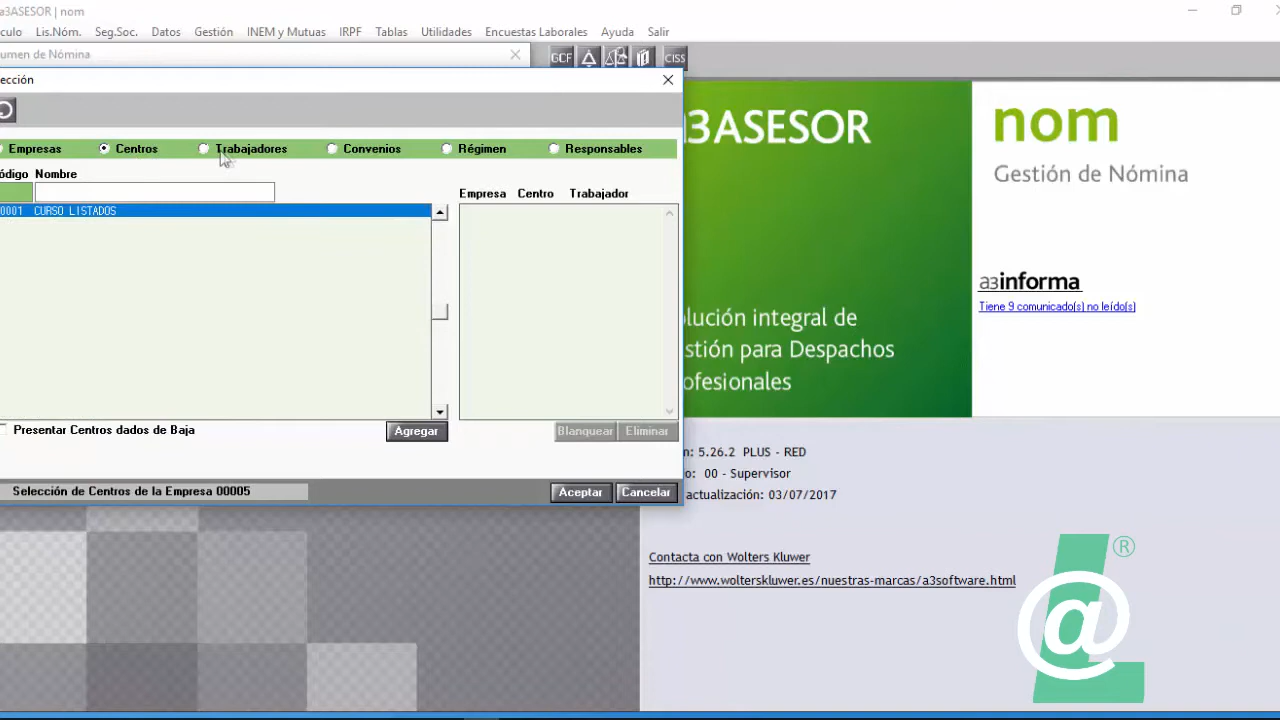 a3ASESOR | nom
culo Lis.Nóm. Seg.Soc. Datos Gestión INEM y Mutuas IRPF Tablas Utilidades Encuestas Laborales Ayuda Salir
umen de Nómina
GCF CISS
ección
Empresas Centros Trabajadores Convenios Régimen Responsables
ódigo Nombre
Empresa Centro Trabajador
0001 CURSO LISTADOS
Presentar Centros dados de Baja
Agregar
Blanquear Eliminar
Selección de Centros de la Empresa 00005
Aceptar Cancelar
3ASESOR
olución integral de
stión para Despachos
ofesionales
nom
Gestión de Nómina
a3informa
Tiene 9 comunicado(s) no leído(s)
n: 5.26.2 PLUS - RED
o: 00 - Supervisor
actualización: 03/07/2017
Contacta con Wolters Kluwer
http://www.wolterskluwer.es/nuestras-marcas/a3software.html
L@®